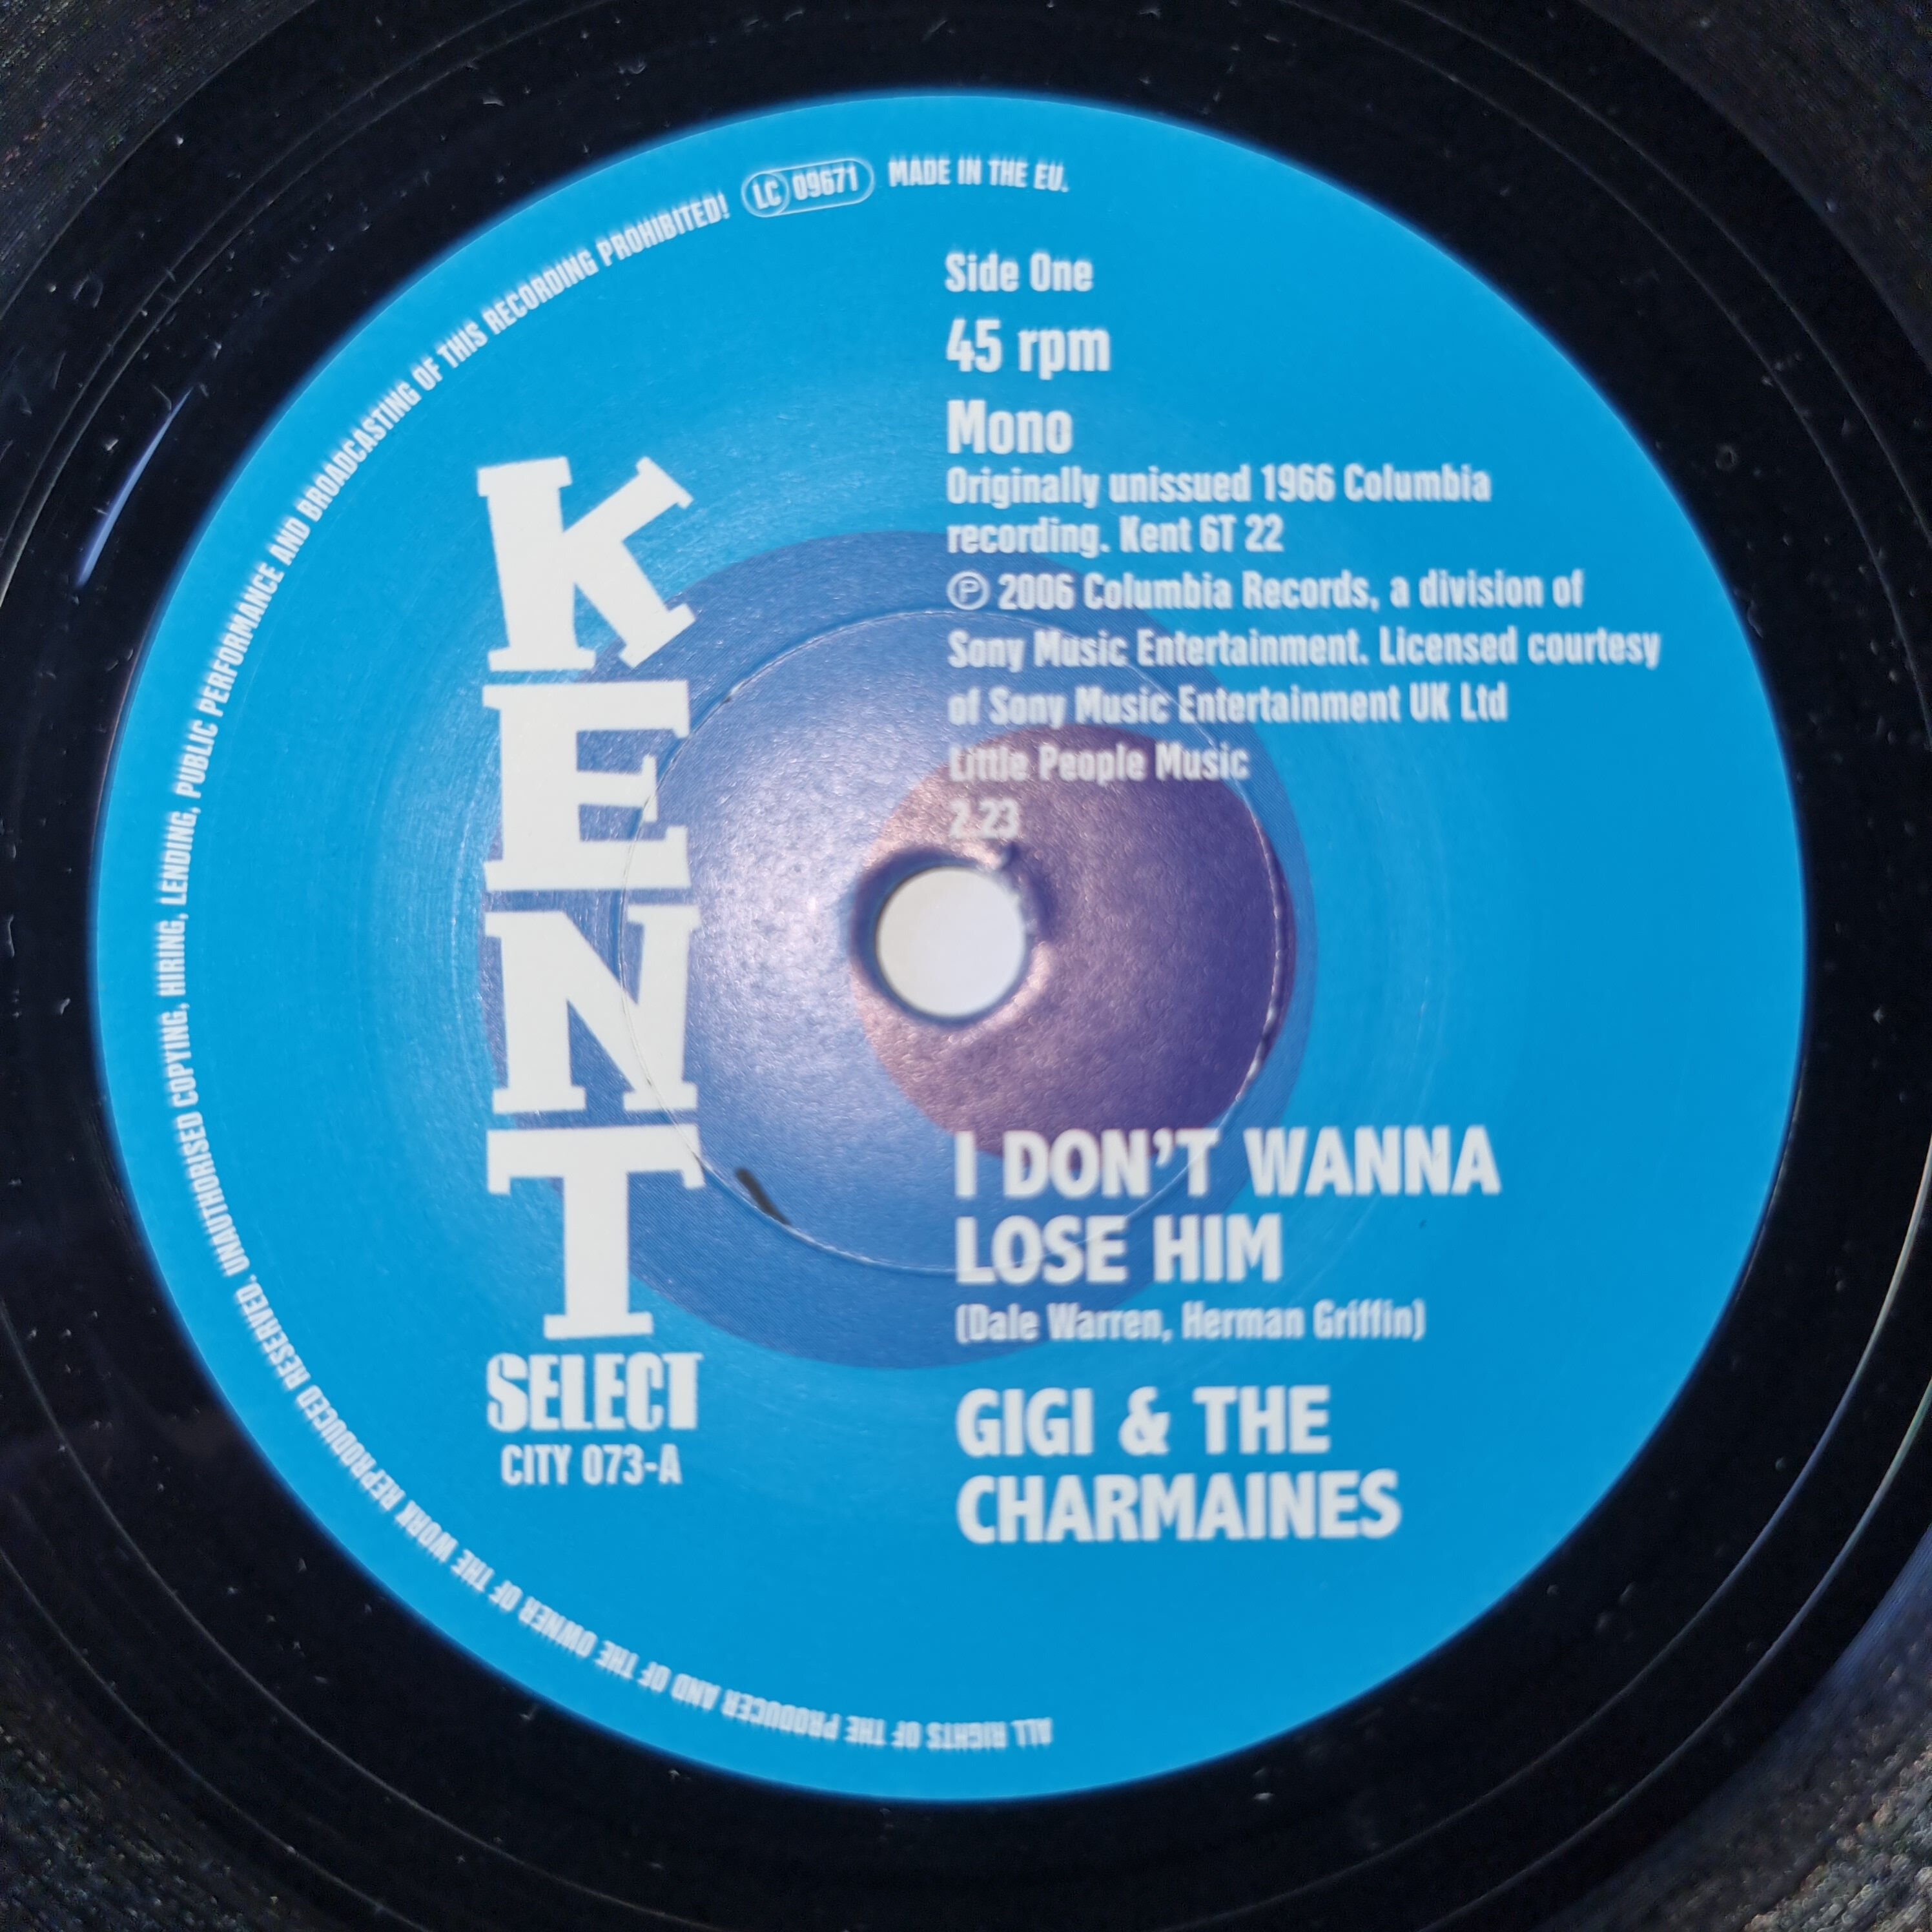 ALL RIGHTS OF THE PRODUCER AND OF THE OWNER OF THE WORK REPRODUCED RESERVED. UNAUTHORISED COPYING, HIRING, LENDING, PUBLIC PERFORMANCE AND BROADCASTING OF THIS RECORDING PROHIBITED! LC 09671 MADE IN THE EU.
Side One
45 rpm
Mono
Originally unissued 1966 Columbia
recording. Kent 6T 22
℗ 2006 Columbia Records, a division of
Sony Music Entertainment. Licensed courtesy
of Sony Music Entertainment UK Ltd
Little People Music
2 23
KENT
SELECT
CITY 073-A
I DON'T WANNA
LOSE HIM
(Dale Warren, Herman Griffin)
GIGI & THE
CHARMAINES